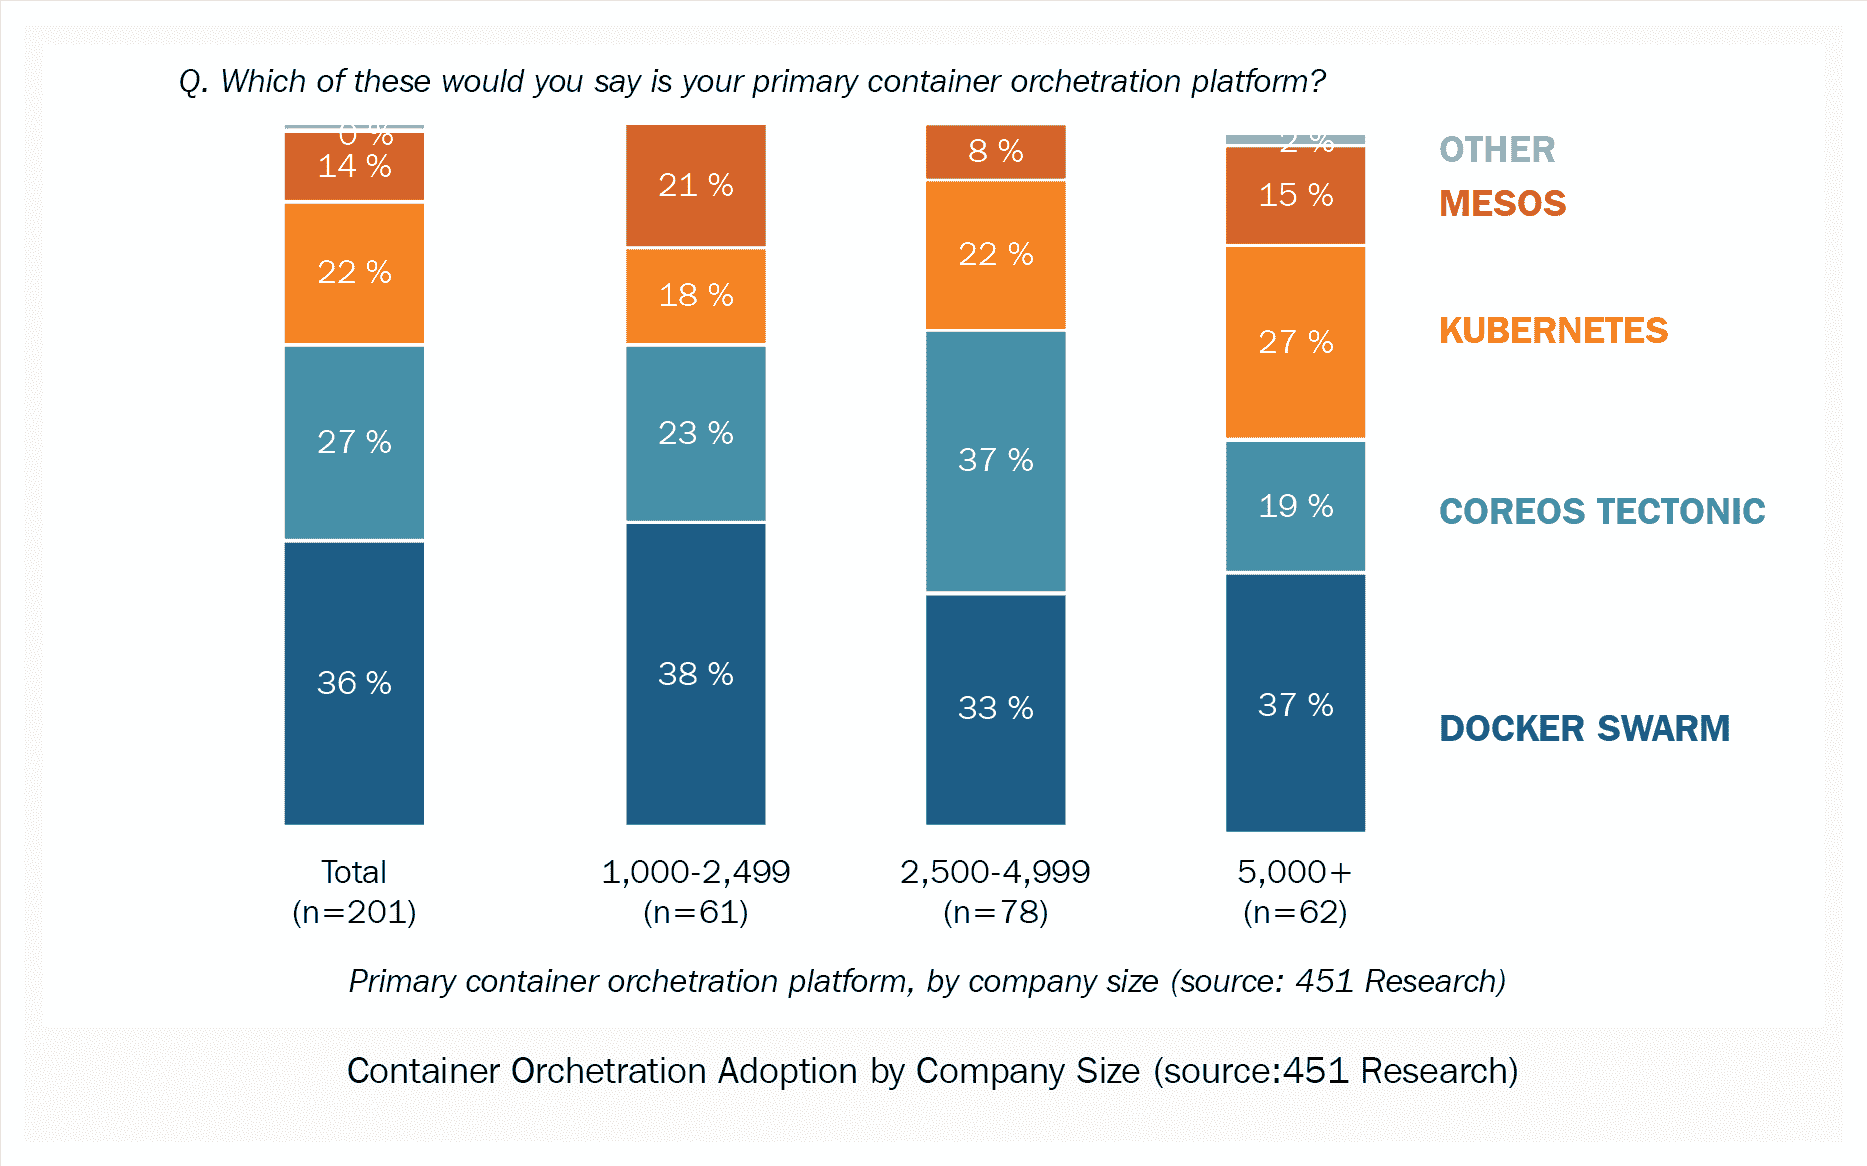 Q. Which of these would you say is your primary container orchetration platform?
0 %
14 %
22 %
27 %
36 %
21 %
18 %
23 %
38 %
8 %
22 %
37 %
33 %
2 %
15 %
27 %
19 %
37 %
OTHER
MESOS
KUBERNETES
COREOS TECTONIC
DOCKER SWARM
Total
(n=201)
1,000-2,499
(n=61)
2,500-4,999
(n=78)
5,000+
(n=62)
Primary container orchetration platform, by company size (source: 451 Research)
Container Orchetration Adoption by Company Size (source:451 Research)